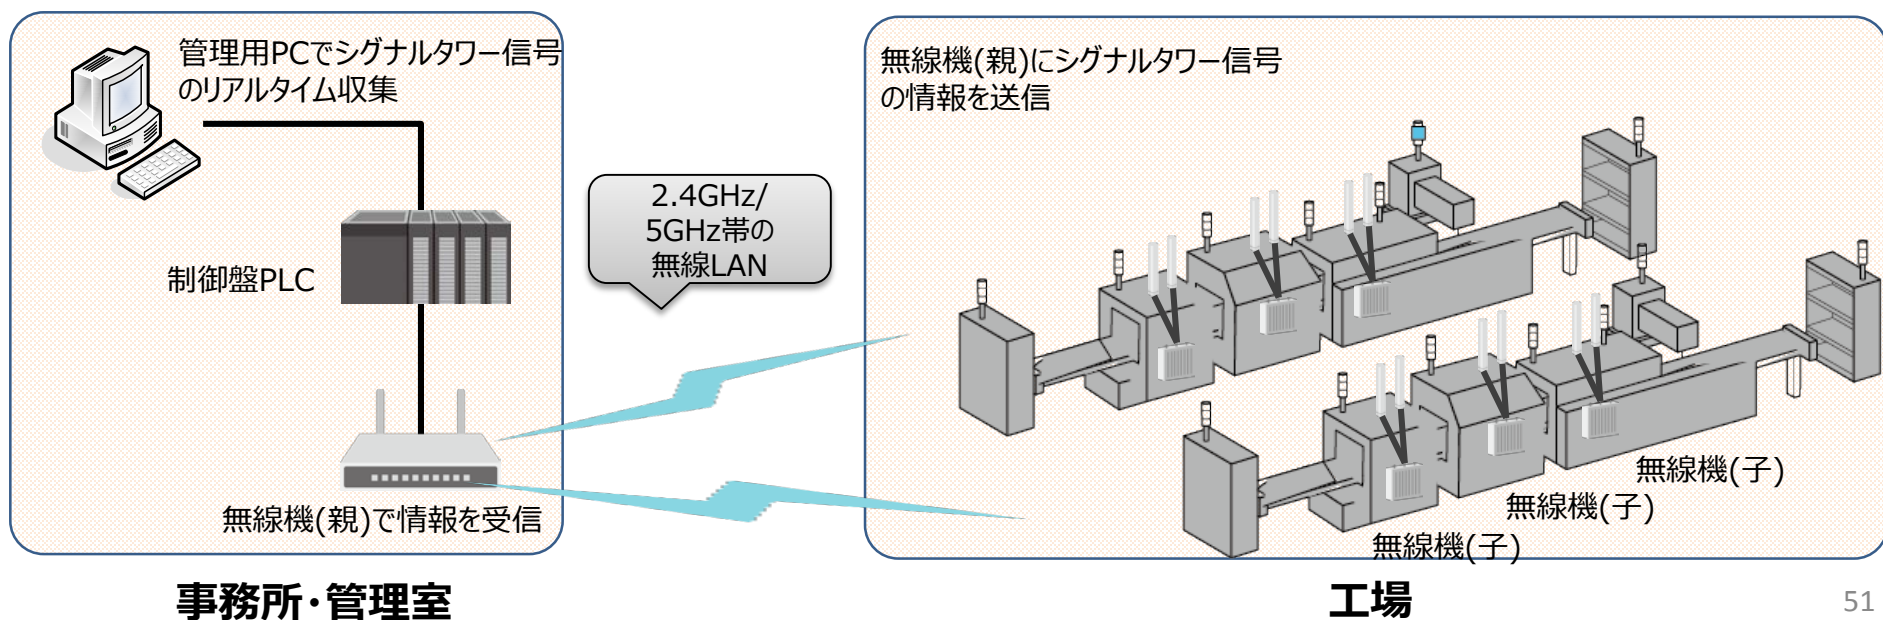 管理用PCでシグナルタワー信号
のリアルタイム収集
制御盤PLC
無線機(親)で情報を受信
2.4GHz/
5GHz帯の
無線LAN
無線機(親)にシグナルタワー信号
の情報を送信
無線機(子)
無線機(子)
無線機(子)
事務所・管理室
工場
51